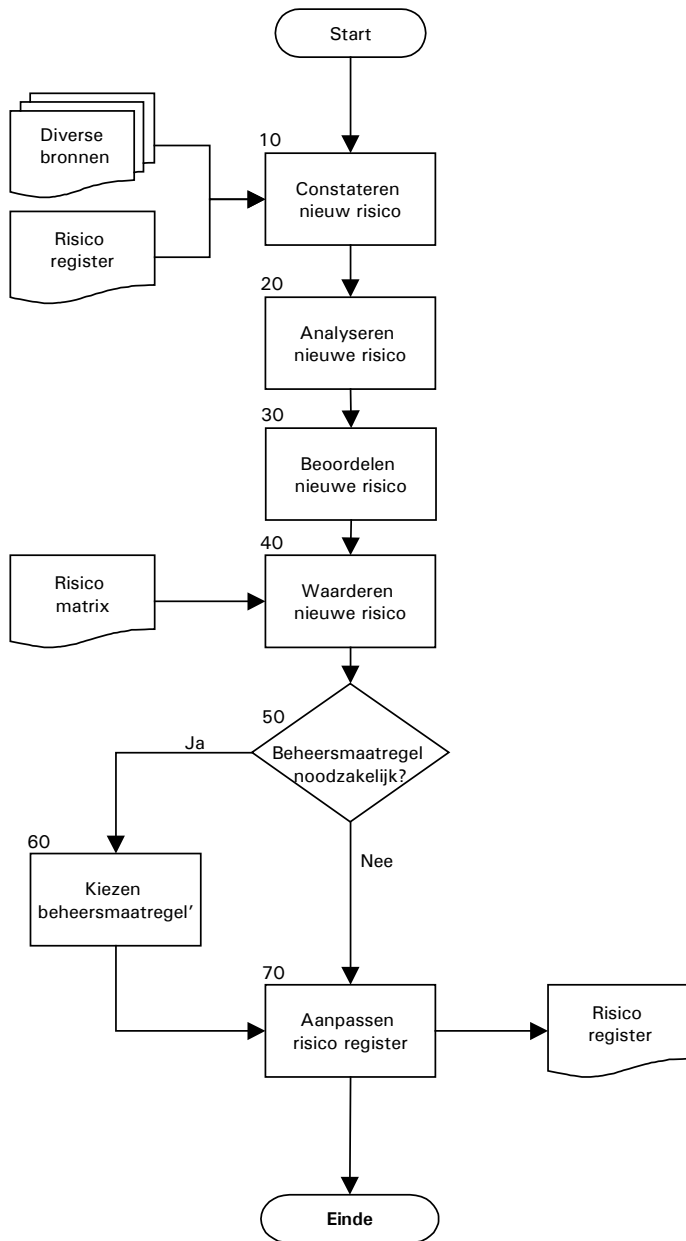 Start
Diverse
bronnen
10
Constateren
nieuw risico
Risico
register
20
Analyseren
nieuwe risico
30
Beoordelen
nieuwe risico
40
Risico
matrix
Waarderen
nieuwe risico
50
Ja
Beheersmaatregel
noodzakelijk?
60
Nee
Kiezen
beheersmaatregel’
70
Aanpassen
risico register
Risico
register
Einde